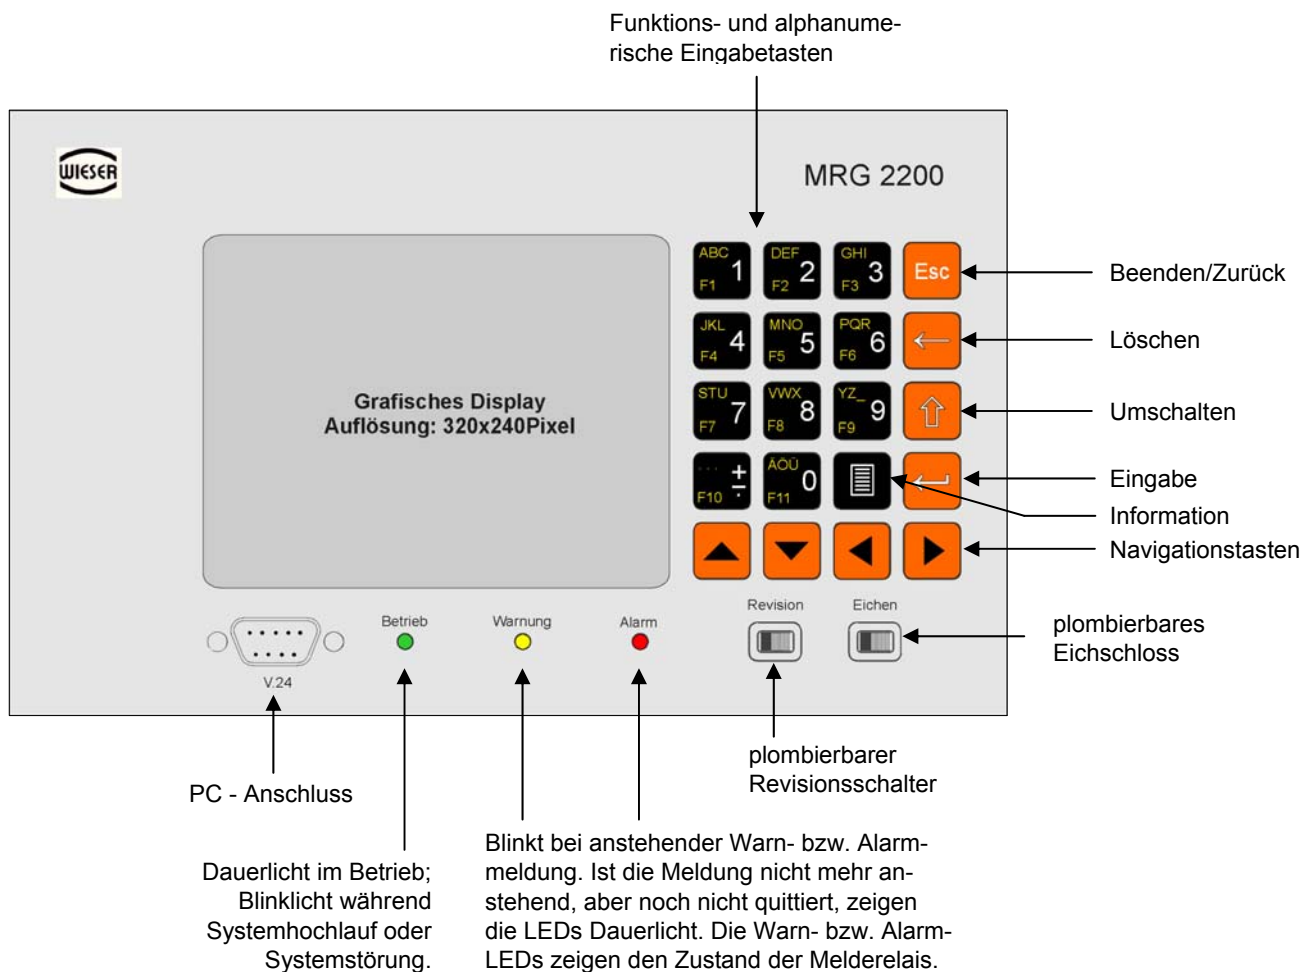 Funktions- und alphanume-
rische Eingabetasten
WIESER
MRG 2200
Grafisches Display
Auflösung: 320x240Pixel
ABC 1 F1
DEF 2 F2
GHI 3 F3
Esc
JKL 4 F4
MNO 5 F5
PQR 6 F6
STU 7 F7
VWX 8 F8
YZ_ 9 F9
... ± . F10
ÄÖÜ 0 F11
Beenden/Zurück
Löschen
Umschalten
Eingabe
Information
Navigationstasten
Betrieb
Warnung
Alarm
Revision
Eichen
V.24
plombierbares
Eichschloss
plombierbarer
Revisionsschalter
PC - Anschluss
Dauerlicht im Betrieb;
Blinklicht während
Systemhochlauf oder
Systemstörung.
Blinkt bei anstehender Warn- bzw. Alarm-
meldung. Ist die Meldung nicht mehr an-
stehend, aber noch nicht quittiert, zeigen
die LEDs Dauerlicht. Die Warn- bzw. Alarm-
LEDs zeigen den Zustand der Melderelais.